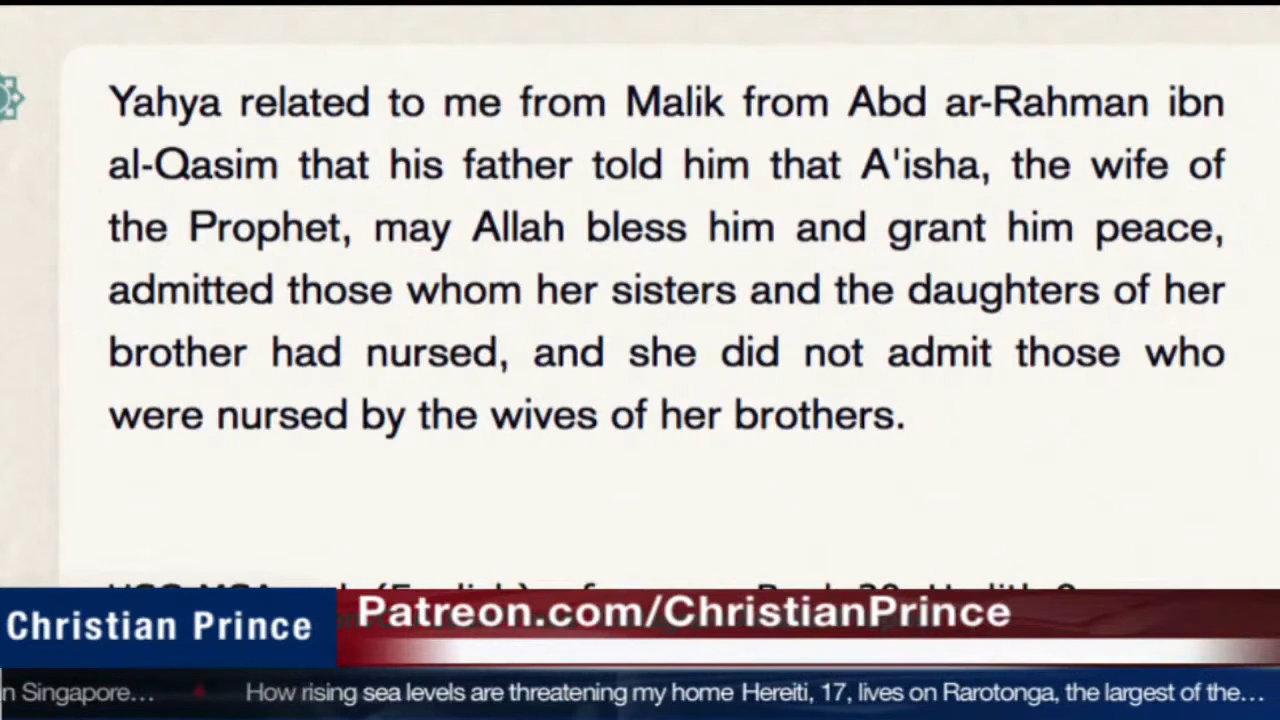 Yahya related to me from Malik from Abd ar-Rahman ibn
al-Qasim that his father told him that A'isha, the wife of
the Prophet, may Allah bless him and grant him peace,
admitted those whom her sisters and the daughters of her
brother had nursed, and she did not admit those who
were nursed by the wives of her brothers.
Christian Prince
Patreon.com/ChristianPrince
n Singapore... • How rising sea levels are threatening my home Hereiti, 17, lives on Rarotonga, the largest of the...